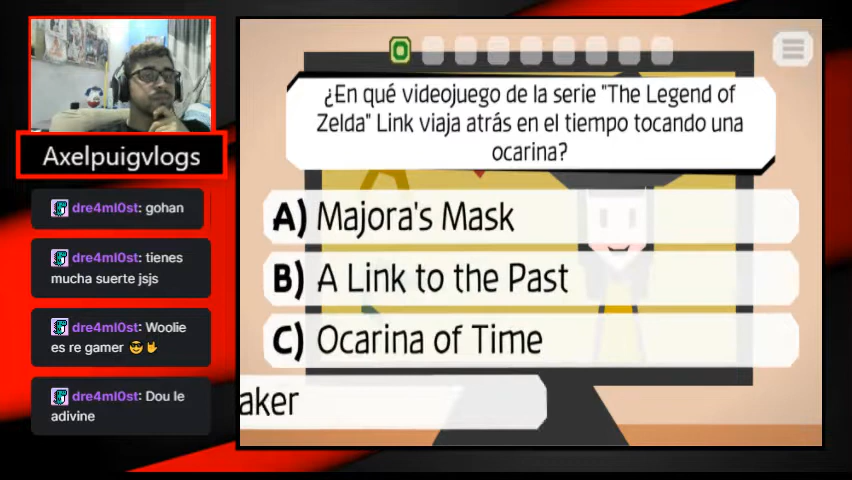 ¿En qué videojuego de la serie "The Legend of
Zelda" Link viaja atrás en el tiempo tocando una
ocarina?
A) Majora's Mask
B) A Link to the Past
C) Ocarina of Time
aker
Axelpuigvlogs
dre4ml0st: gohan
dre4ml0st: tienes
mucha suerte jsjs
dre4ml0st: Woolie
es re gamer 😎🤟
dre4ml0st: Dou le
adivine